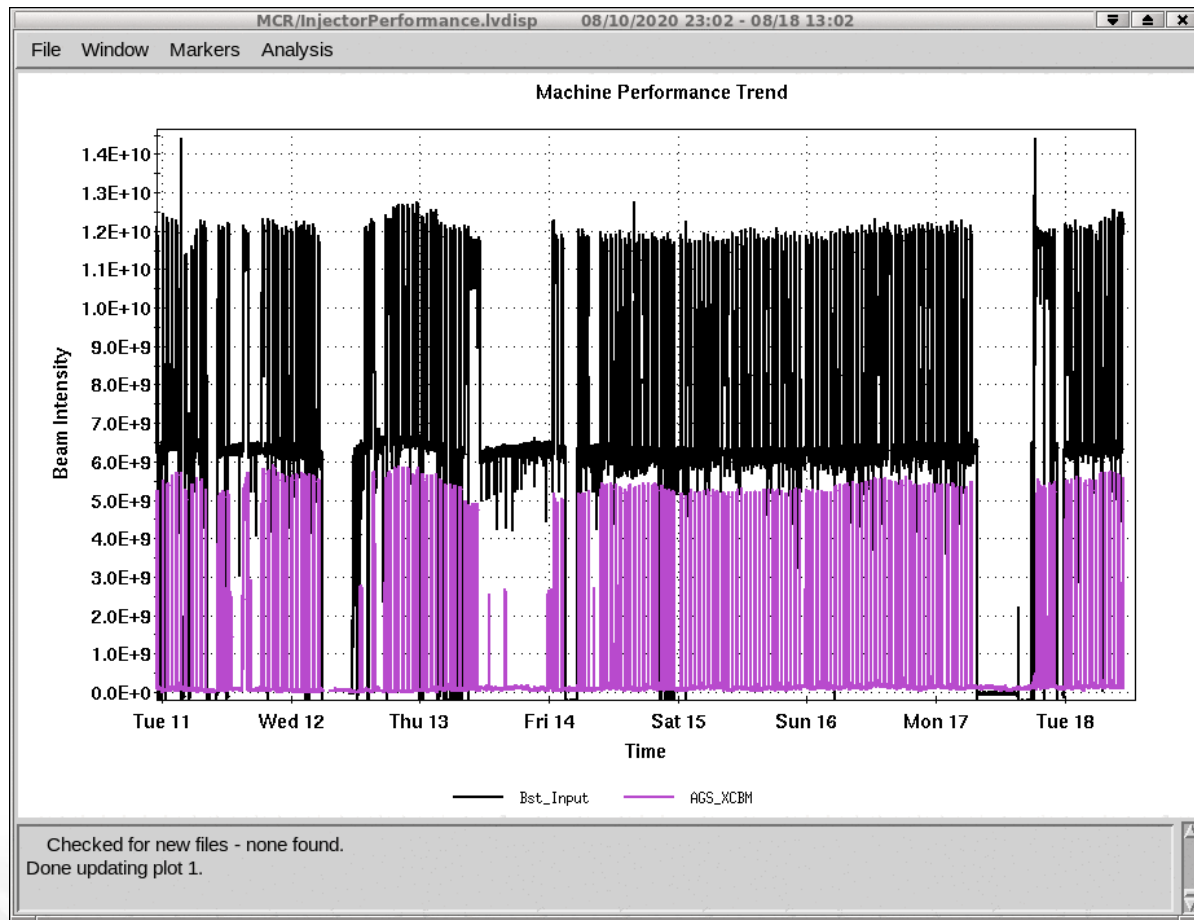 MCR/InjectorPerformance.lvdisp 08/10/2020 23:02 - 08/18 13:02
File Window Markers Analysis
Machine Performance Trend
1.4E+10
1.3E+10
1.2E+10
1.1E+10
1.0E+10
9.0E+9
8.0E+9
7.0E+9
6.0E+9
5.0E+9
4.0E+9
3.0E+9
2.0E+9
1.0E+9
0.0E+0
Beam Intensity
Tue 11 Wed 12 Thu 13 Fri 14 Sat 15 Sun 16 Mon 17 Tue 18
Time
Bst_Input AGS_XCBM
Checked for new files - none found.
Done updating plot 1.